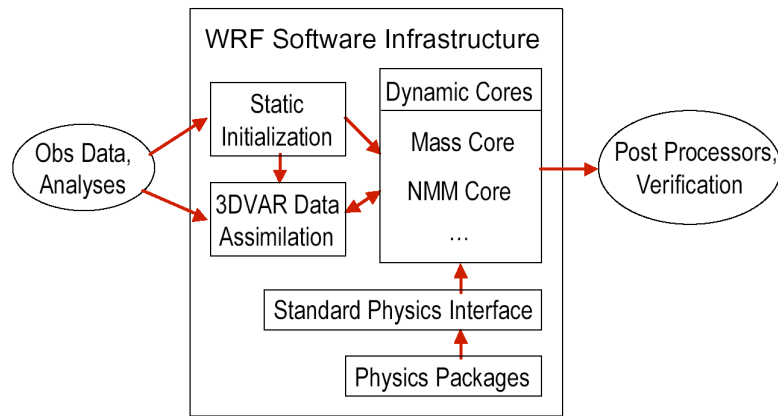 WRF Software Infrastructure
Obs Data,
Analyses
Static
Initialization
3DVAR Data
Assimilation
Dynamic Cores
Mass Core
NMM Core
...
Standard Physics Interface
Physics Packages
Post Processors,
Verification